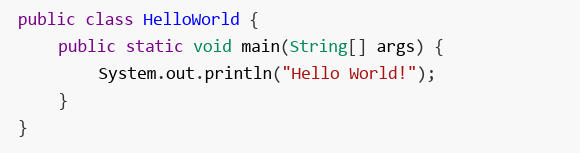 public class HelloWorld {
    public static void main(String[] args) {
        System.out.println("Hello World!");
    }
}